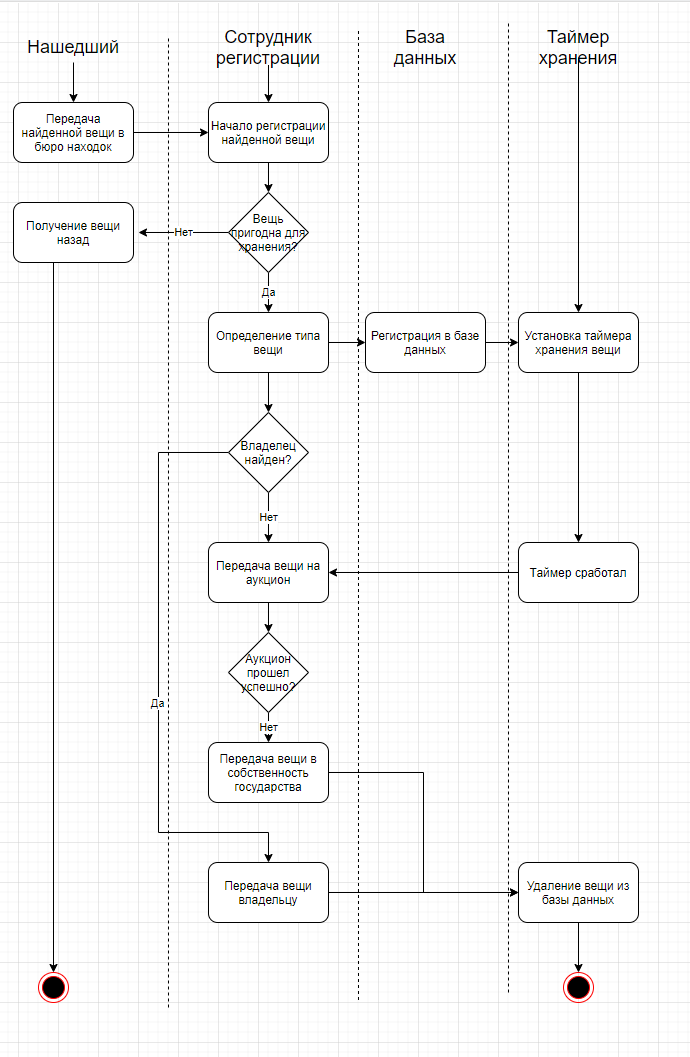 Нашедший
Сотрудник
регистрации
База
данных
Таймер
хранения
Передача
найденной вещи в
бюро находок
Начало регистрации
найденной вещи
Получение вещи
назад
Нет
Вещь
пригодна для
хранения?
Да
Определение типа
вещи
Регистрация в базе
данных
Установка таймера
хранения вещи
Владелец
найден?
Нет
Передача вещи на
аукцион
Таймер сработал
Аукцион
прошел
успешно?
Да
Нет
Передача вещи в
собственность
государства
Передача вещи
владельцу
Удаление вещи из
базы данных